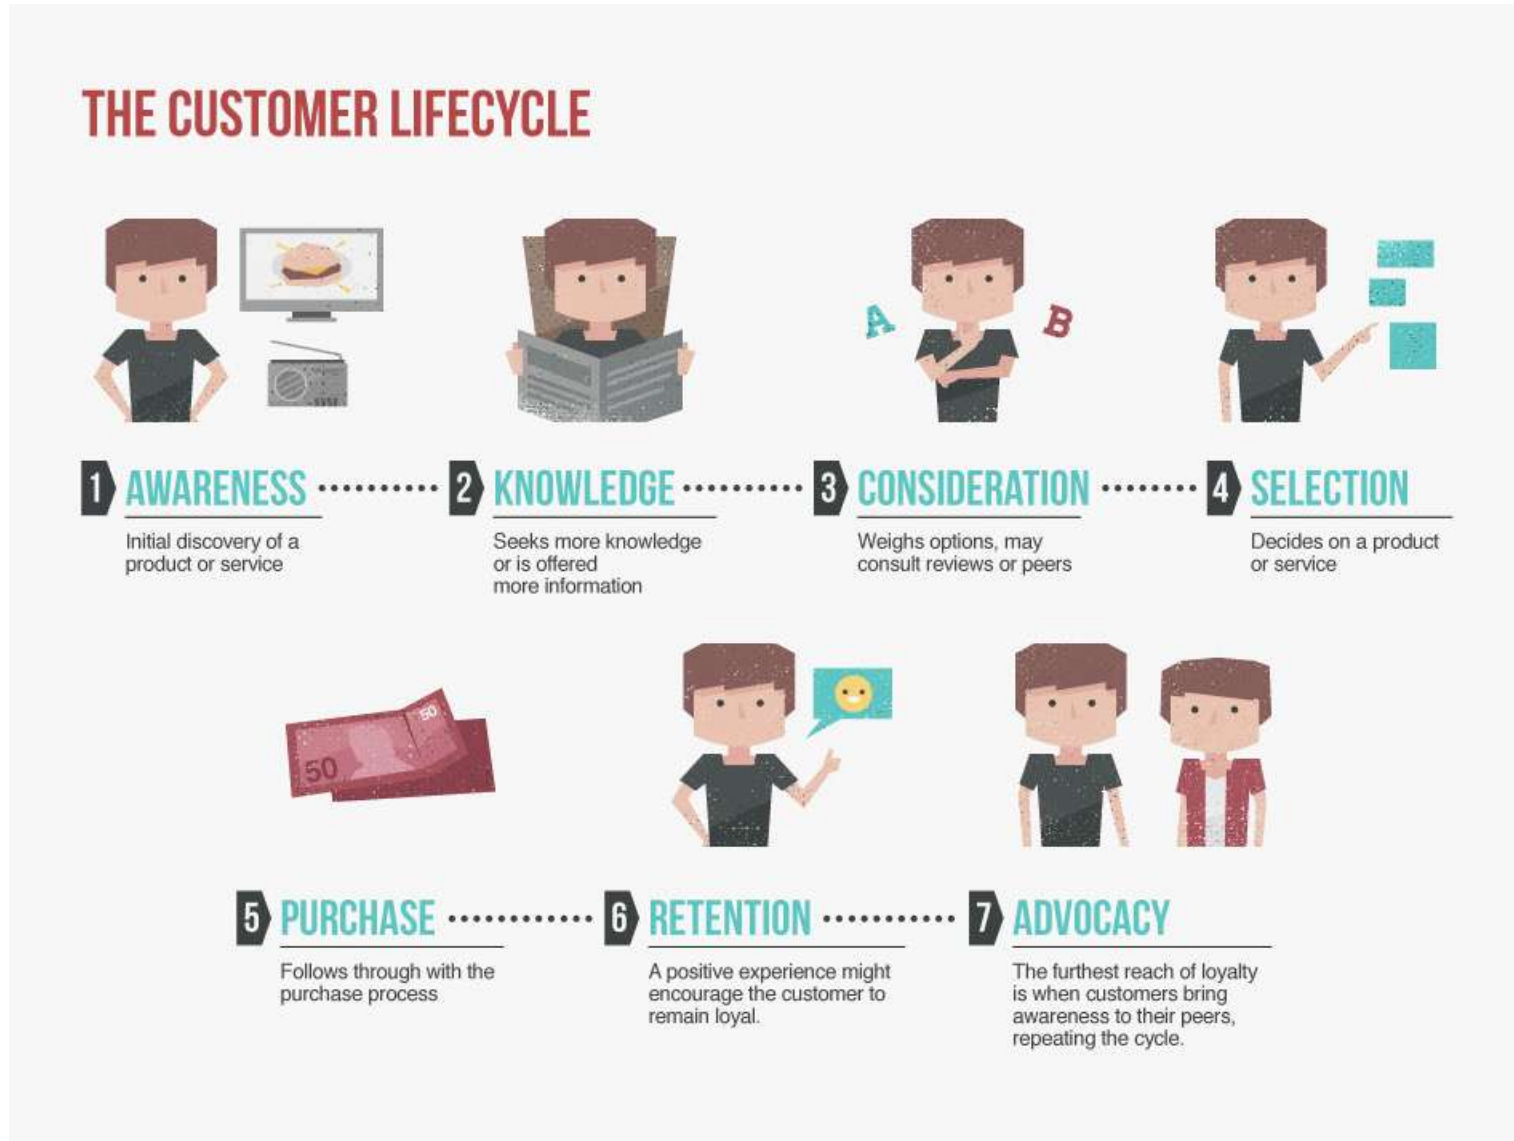 THE CUSTOMER LIFECYCLE
A
B
1 AWARENESS
Initial discovery of a
product or service
2 KNOWLEDGE
Seeks more knowledge
or is offered
more information
3 CONSIDERATION
Weighs options, may
consult reviews or peers
4 SELECTION
Decides on a product
or service
50
50
5 PURCHASE
Follows through with the
purchase process
6 RETENTION
A positive experience might
encourage the customer to
remain loyal.
7 ADVOCACY
The furthest reach of loyalty
is when customers bring
awareness to their peers,
repeating the cycle.